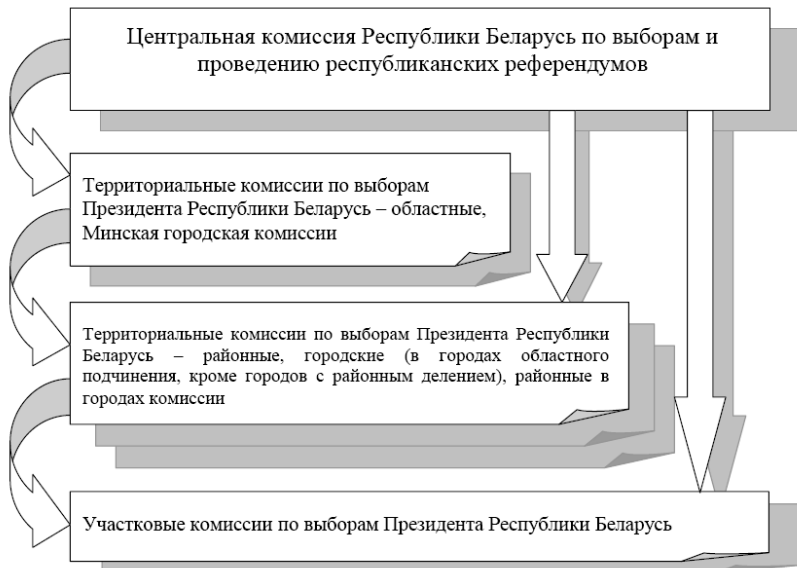 Центральная комиссия Республики Беларусь по выборам и
проведению республиканских референдумов
Территориальные комиссии по выборам
Президента Республики Беларусь – областные,
Минская городская комиссии
Территориальные комиссии по выборам Президента Республики
Беларусь – районные, городские (в городах областного
подчинения, кроме городов с районным делением), районные в
городах комиссии
Участковые комиссии по выборам Президента Республики Беларусь